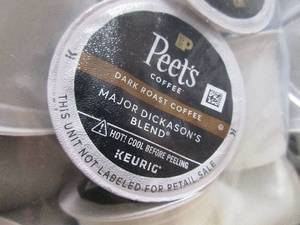 Peet's
COFFEE
DARK ROAST COFFEE
MAJOR DICKASON'S
BLEND®
HOT! COOL BEFORE PEELING
KEURIG®
THIS UNIT NOT LABELED FOR RETAIL SALE